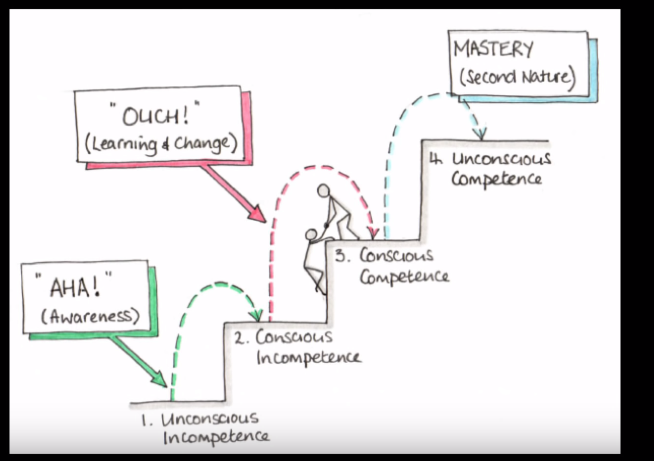 MASTERY
(Second Nature)
"OUCH!"
(Learning & Change)
"AHA!"
(Awareness)
4. Unconscious
Competence
3. Conscious
Competence
2. Conscious
Incompetence
1. Unconscious
Incompetence